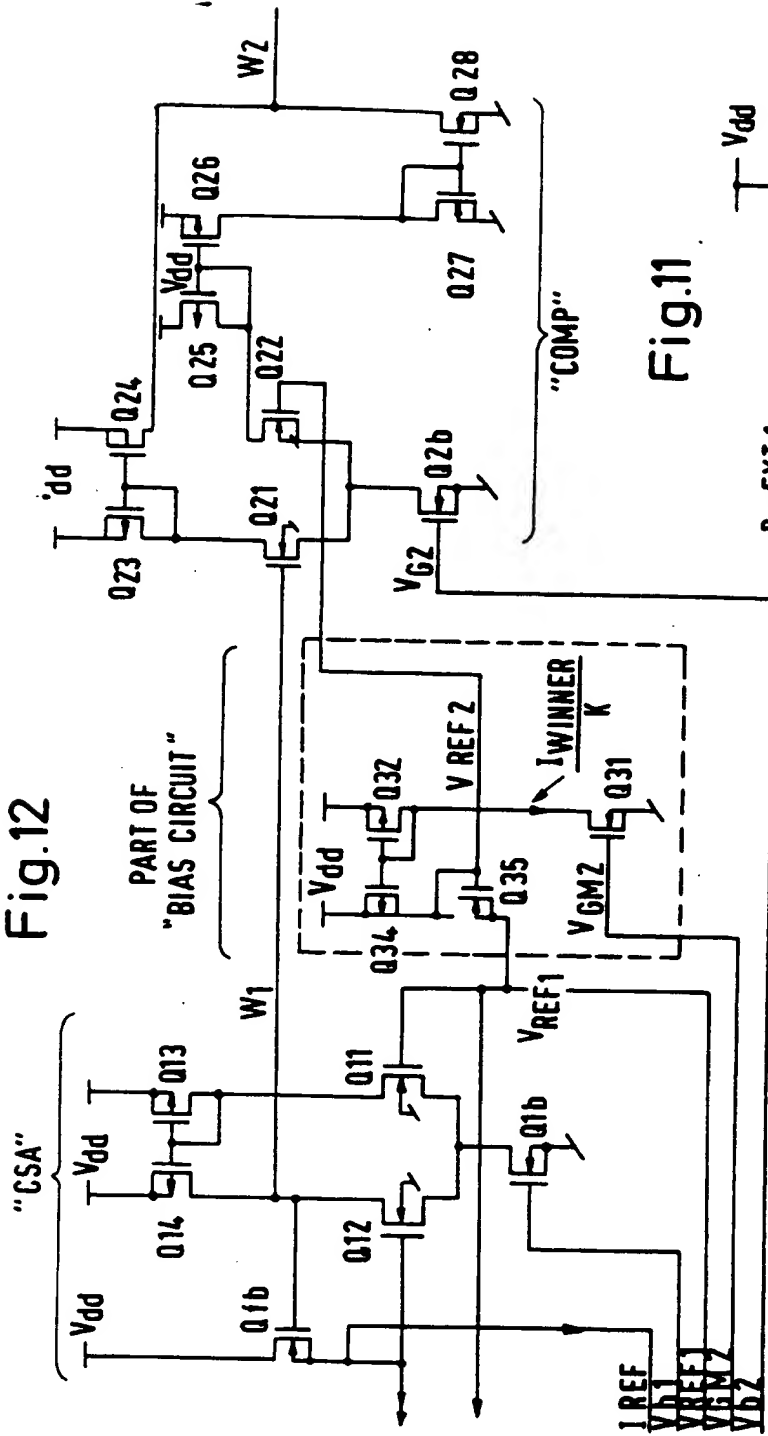 Fig.12
"CSA"
PART OF
"BIAS CIRCUIT"
"COMP"
Fig.11
Vdd
Vdd
Q14
Q13
Qfb
Q12
Q11
Q1b
W1
VREF1
Vdd
Q34
Q32
Q35
V REF2
IWINNER
K
VGM2
Q31
Q23
Q24
Q21
Q22
Vdd
Q25
Q26
W2
VG2
Q2b
Q27
Q28
Vdd
IREF
Vb1
VREF1
VGM2
Vb2